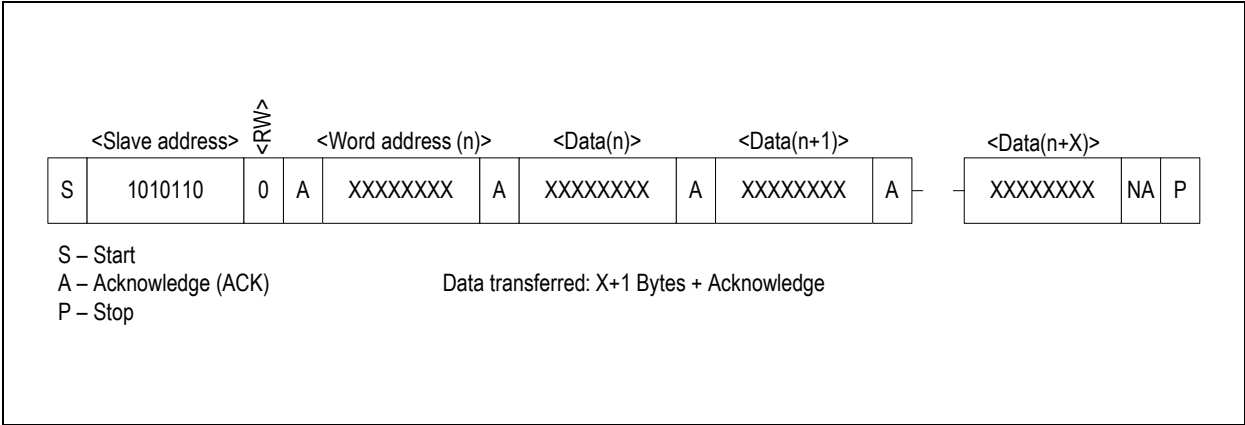 <Slave address> <RW> <Word address (n)> <Data(n)> <Data(n+1)> <Data(n+X)>
S 1010110 0 A XXXXXXXX A XXXXXXXX A XXXXXXXX A XXXXXXXX NA P
S – Start
A – Acknowledge (ACK) Data transferred: X+1 Bytes + Acknowledge
P – Stop